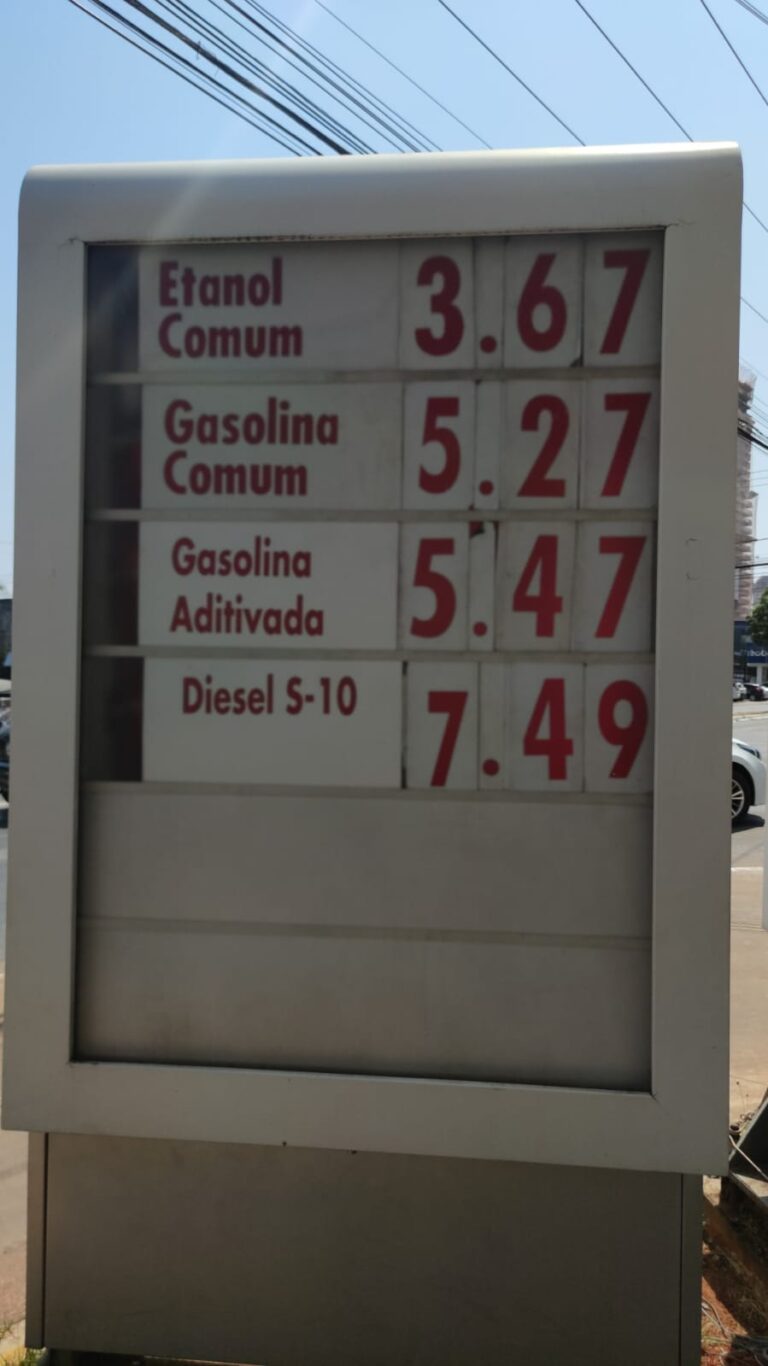 Etanol
Comum 3.67
Gasolina
Comum 5.27
Gasolina
Aditivada 5.47
Diesel S-10 7.49